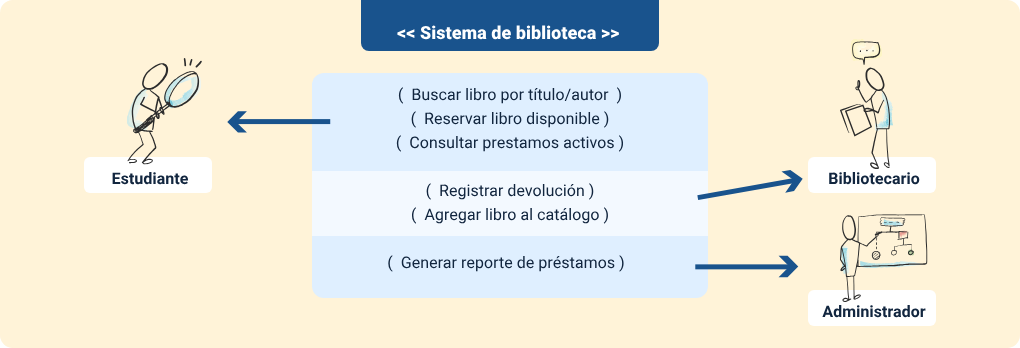 << Sistema de biblioteca >>
( Buscar libro por título/autor )
( Reservar libro disponible )
( Consultar prestamos activos )
Estudiante
( Registrar devolución )
( Agregar libro al catálogo )
Bibliotecario
( Generar reporte de préstamos )
Administrador